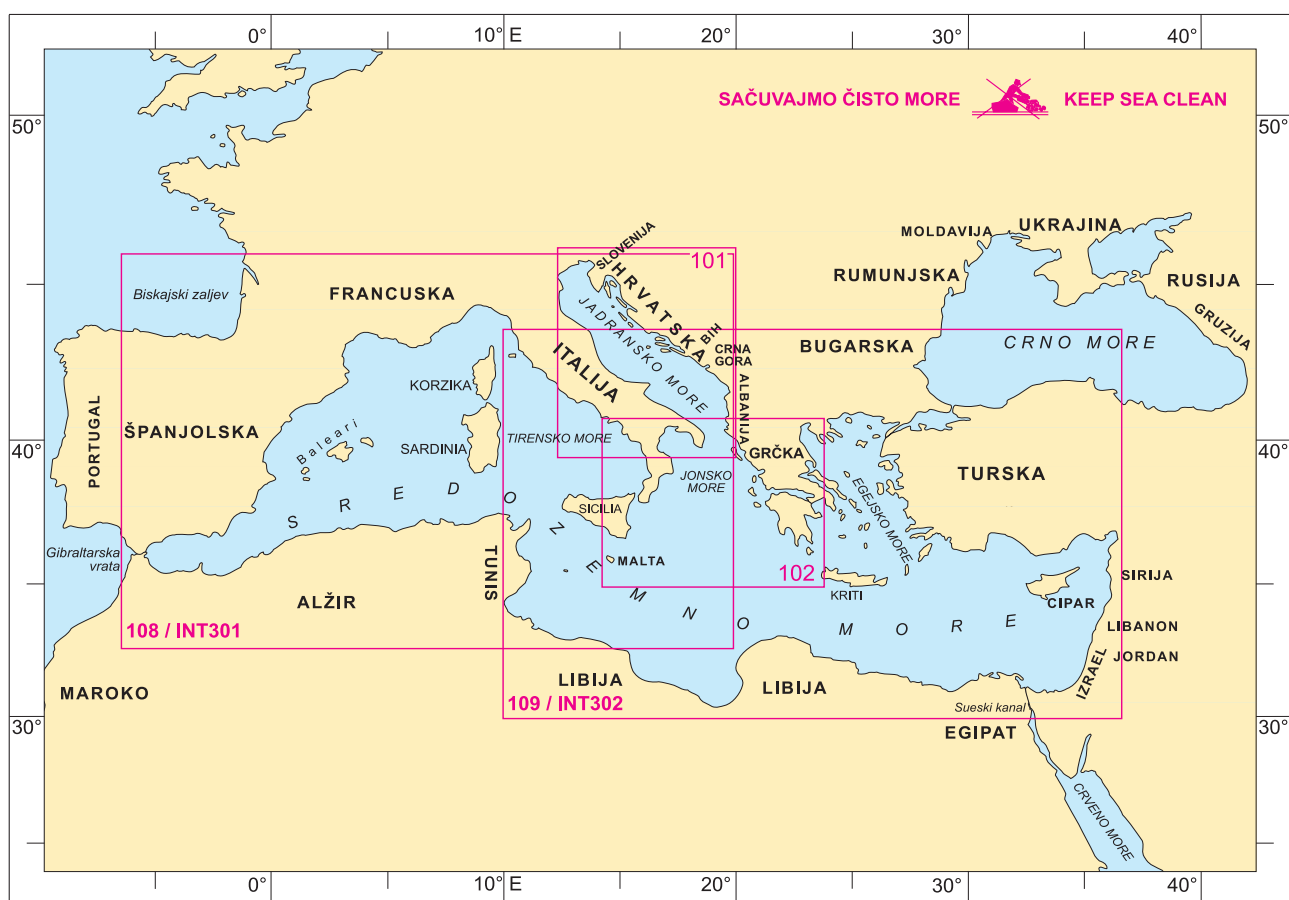 0°
10° E
20°
30°
40°
SAČUVAJMO ČISTO MORE
KEEP SEA CLEAN
50°
50°
MOLDAVIJA
UKRAJINA
SLOVENIJA
101
RUMUNJSKA
RUSIJA
Biskajski zaljev
FRANCUSKA
HRVATSKA
GRUZIJA
JADRANSKO MORE
BIH
CRNA
GORA
BUGARSKA
CRNO MORE
ITALIJA
KORZIKA
ALBANIJA
PORTUGAL
ŠPANJOLSKA
Baleari
SARDINIA
TIRENSKO MORE
GRČKA
40°
40°
JONSKO
MORE
TURSKA
EGEJSKO MORE
SREDOZEMNO MORE
SICILIA
Gibraltarska
vrata
TUNIS
MALTA
102
KRITI
SIRIJA
CIPAR
ALŽIR
108 / INT301
LIBANON
JORDAN
IZRAEL
MAROKO
LIBIJA
LIBIJA
109 / INT302
Sueski kanal
30°
30°
EGIPAT
CRVENO MORE
0°
10° E
20°
30°
40°